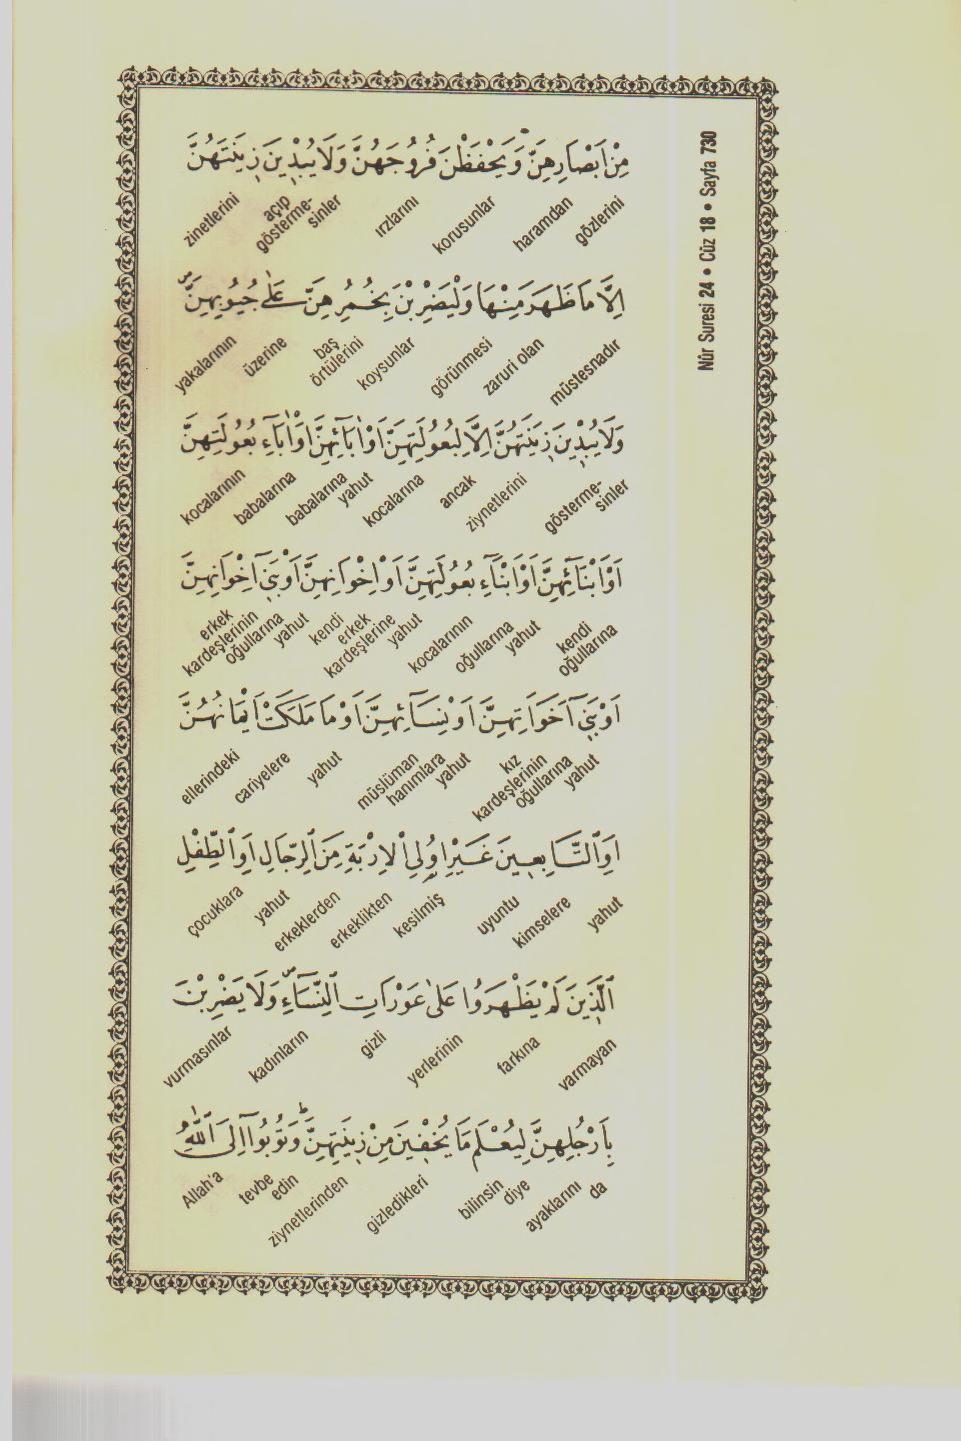 Nûr Suresi 24 • Cüz 18 • Sayfa 730
مِنْ اَبْصَارِهِنَّ وَيَحْفَظْنَ فُرُوجَهُنَّ وَلَا يُبْدٖينَ زٖينَتَهُنَّ
gözlerini haramdan korusunlar ırzlarını açıp gösterme-sinler zinetlerini
اِلَّا مَا ظَهَرَ مِنْهَا وَلْيَضْرِبْنَ بِخُمُرِهِنَّ عَلٰى جُيُوبِهِنَّ
müstesnadır zaruri olan görünmesi koysunlar baş örtülerini üzerine yakalarının
وَلَا يُبْدٖينَ زٖينَتَهُنَّ اِلَّا لِبُعُولَتِهِنَّ اَوْ اٰبَٓائِهِنَّ اَوْ اٰبَٓاءِ بُعُولَتِهِنَّ
gösterme-sinler ziynetlerini ancak kocalarına yahut babalarına babalarına kocalarının
اَوْ اَبْنَٓائِهِنَّ اَوْ اَبْنَٓاءِ بُعُولَتِهِنَّ اَوْ اِخْوَانِهِنَّ اَوْ بَنٖٓى اِخْوَانِهِنَّ
kendi oğullarına yahut oğullarına kocalarının yahut kendi erkek kardeşlerine yahut erkek kardeşlerinin oğullarına
اَوْ بَنٖٓى اَخَوَاتِهِنَّ اَوْ نِسَٓائِهِنَّ اَوْ مَا مَلَكَتْ اَيْمَانُهُنَّ
yahut kız kardeşlerinin oğullarına yahut müslüman hanımlara yahut cariyelere ellerindeki
اَوِ التَّابِعٖينَ غَيْرِ اُولِى الْاِرْبَةِ مِنَ الرِّجَالِ اَوِ الطِّفْلِ
yahut kimselere uyuntu kesilmiş erkeklikten erkeklerden yahut çocuklara
الَّذٖينَ لَمْ يَظْهَرُوا عَلٰى عَوْرَاتِ النِّسَٓاءِ وَلَا يَضْرِبْنَ
varmayan farkına yerlerinin gizli kadınların vurmasınlar
بِاَرْجُلِهِنَّ لِيُعْلَمَ مَا يُخْفٖينَ مِنْ زٖينَتِهِنَّ وَتُوبُٓوا اِلَى اللّٰهِ
da ayaklarını diye bilinsin gizledikleri ziynetlerinden tevbe edin Allah'a